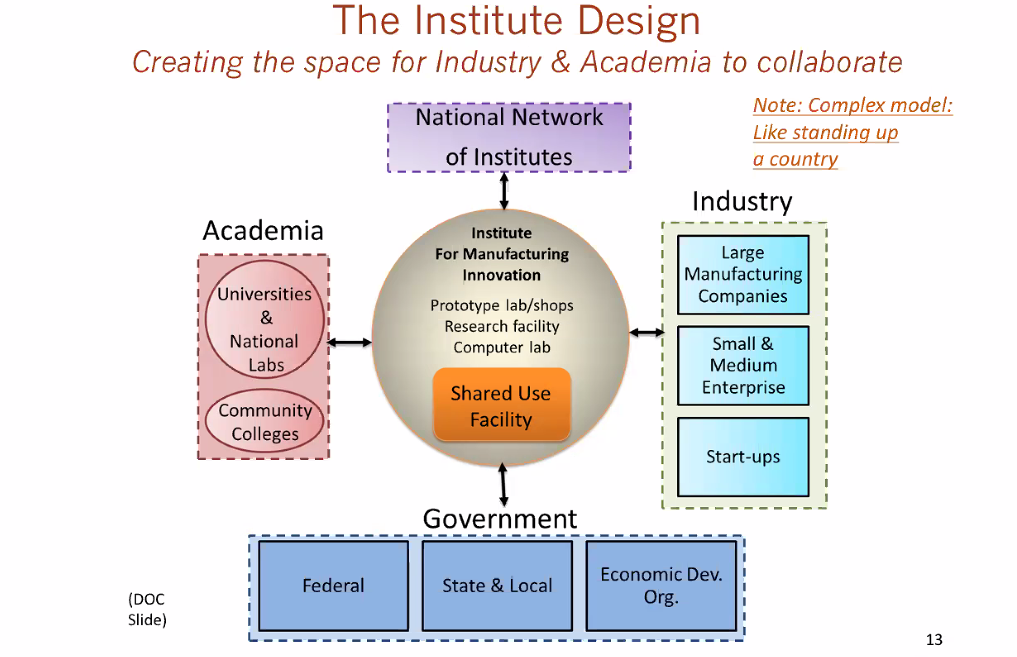 The Institute Design
Creating the space for Industry & Academia to collaborate
Note: Complex model:
Like standing up
a country
National Network
of Institutes
Academia
Universities
&
National
Labs
Community
Colleges
Institute
For Manufacturing
Innovation
Prototype lab/shops
Research facility
Computer lab
Shared Use
Facility
Industry
Large
Manufacturing
Companies
Small &
Medium
Enterprise
Start-ups
Government
Federal
State & Local
Economic Dev.
Org.
(DOC
Slide)
13